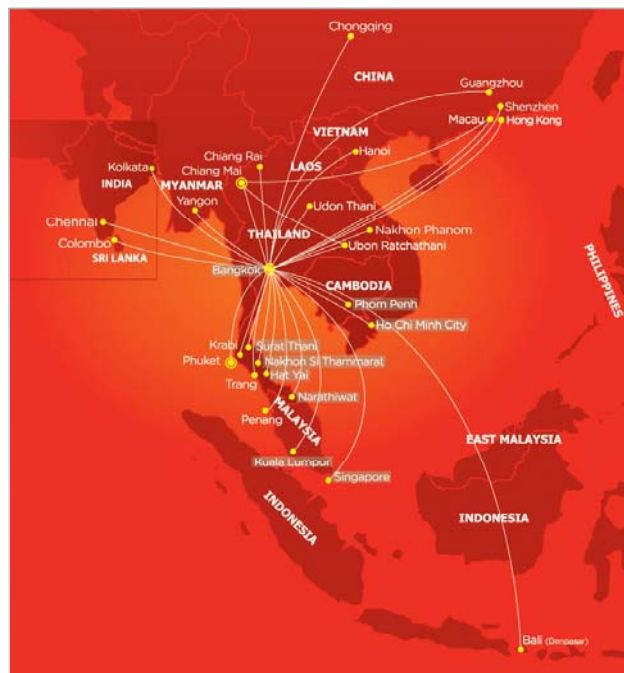 Chongqing
CHINA
Guangzhou
Shenzhen
Macau
Hong Kong
VIETNAM
Hanoi
Chiang Rai
LAOS
Kolkata
Chiang Mai
INDIA
MYANMAR
Yangon
Udon Thani
Chennai
THAILAND
Nakhon Phanom
Colombo
Ubon Ratchathani
SRI LANKA
Bangkok
PHILIPPINES
CAMBODIA
Phom Penh
Ho Chi Minh City
Krabi
Surat Thani
Phuket
Nakhon Si Thammarat
Trang
Hat Yai
Narathiwat
MALAYSIA
Penang
EAST MALAYSIA
Kuala Lumpur
Singapore
INDONESIA
INDONESIA
Bali (Denpasar)